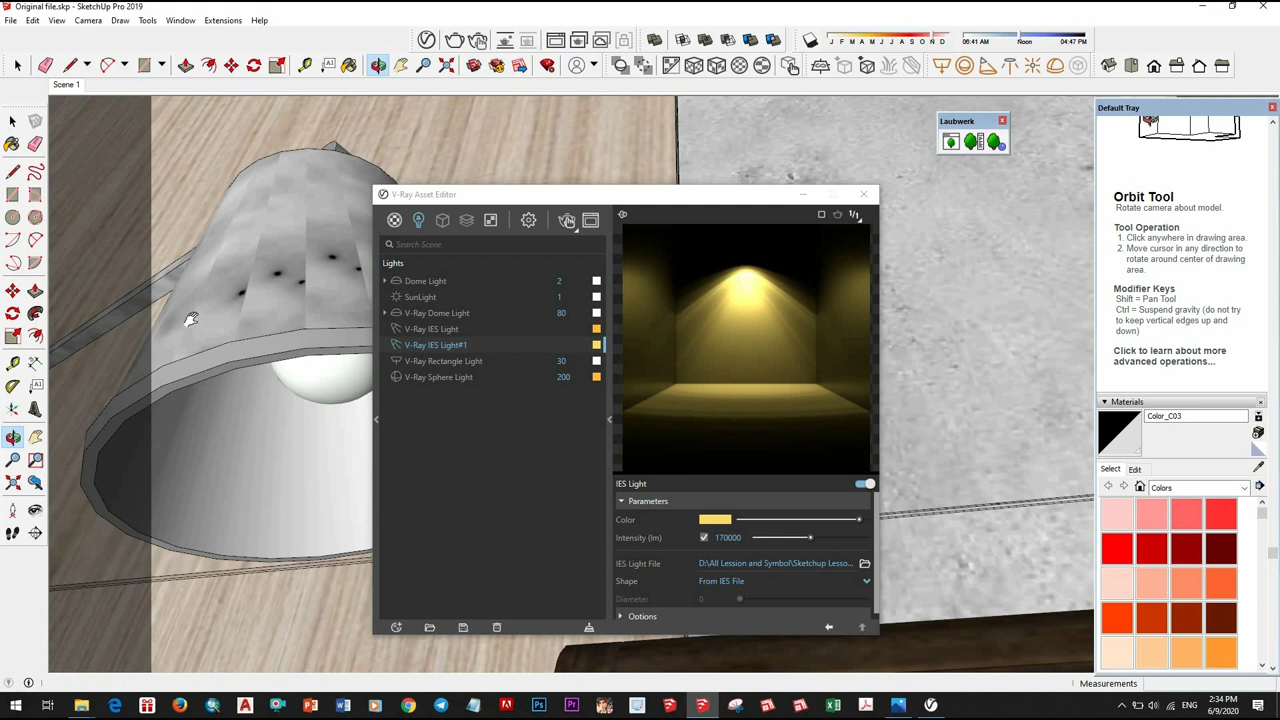 Original file.skp - SketchUp Pro 2019
File Edit View Camera Draw Tools Window Extensions Help
J F M A M J J A S O N D
06:41 AM Noon 04:47 PM
Scene 1
Default Tray
Laubwerk
Orbit Tool
Rotate camera about model.
Tool Operation
1. Click anywhere in drawing area.
2. Move cursor in any direction to
rotate around center of drawing
area.
Modifier Keys
Shift = Pan Tool
Ctrl = Suspend gravity (do not try
to keep vertical edges up and
down)
Click to learn about more
advanced operations...
V-Ray Asset Editor
1/1
Search Scene
Lights
Dome Light 2
SunLight 1
V-Ray Dome Light 80
V-Ray IES Light
V-Ray IES Light#1
V-Ray Rectangle Light 30
V-Ray Sphere Light 200
IES Light
Parameters
Color
Intensity (lm) 170000
IES Light File D:\All Lession and Symbol\Sketchup Lesso...
Shape From IES File
Diameter 0
Options
Materials
Color_C03
Select Edit
Colors
Measurements
2:34 PM
6/9/2020